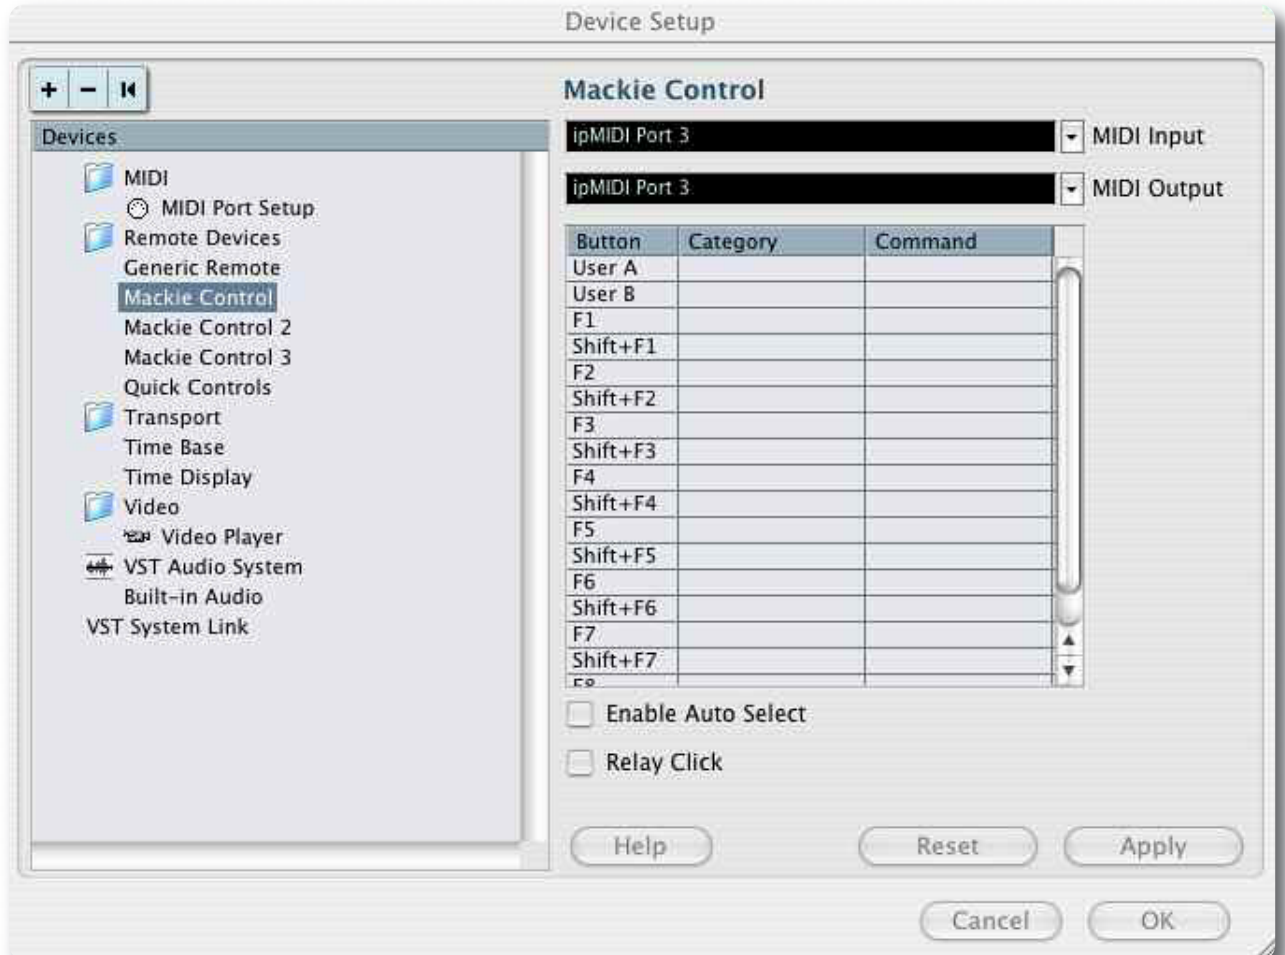 Device Setup
+ -
Devices
MIDI
MIDI Port Setup
Remote Devices
Generic Remote
Mackie Control
Mackie Control 2
Mackie Control 3
Quick Controls
Transport
Time Base
Time Display
Video
Video Player
VST Audio System
Built-in Audio
VST System Link
Mackie Control
ipMIDI Port 3 MIDI Input
ipMIDI Port 3 MIDI Output
Button Category Command
User A
User B
F1
Shift+F1
F2
Shift+F2
F3
Shift+F3
F4
Shift+F4
F5
Shift+F5
F6
Shift+F6
F7
Shift+F7
F8
Enable Auto Select
Relay Click
Help Reset Apply
Cancel OK